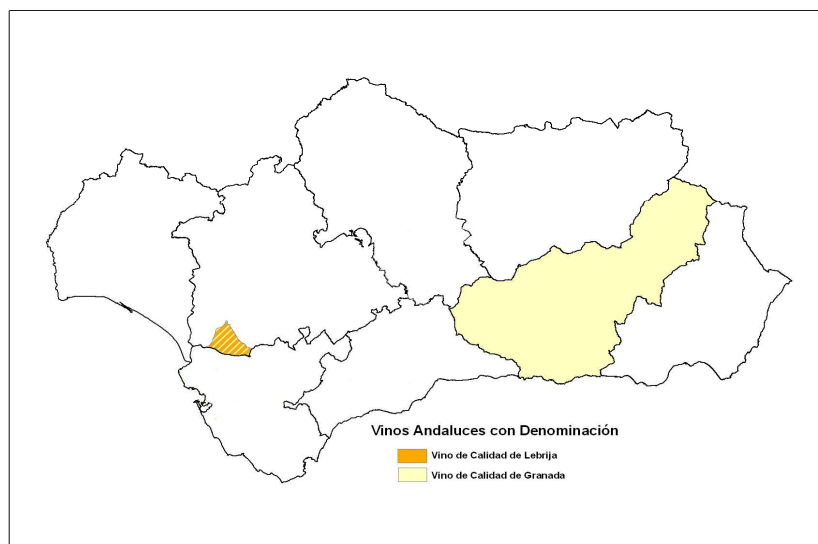 Vinos Andaluces con Denominación
Vino de Calidad de Lebrija
Vino de Calidad de Granada